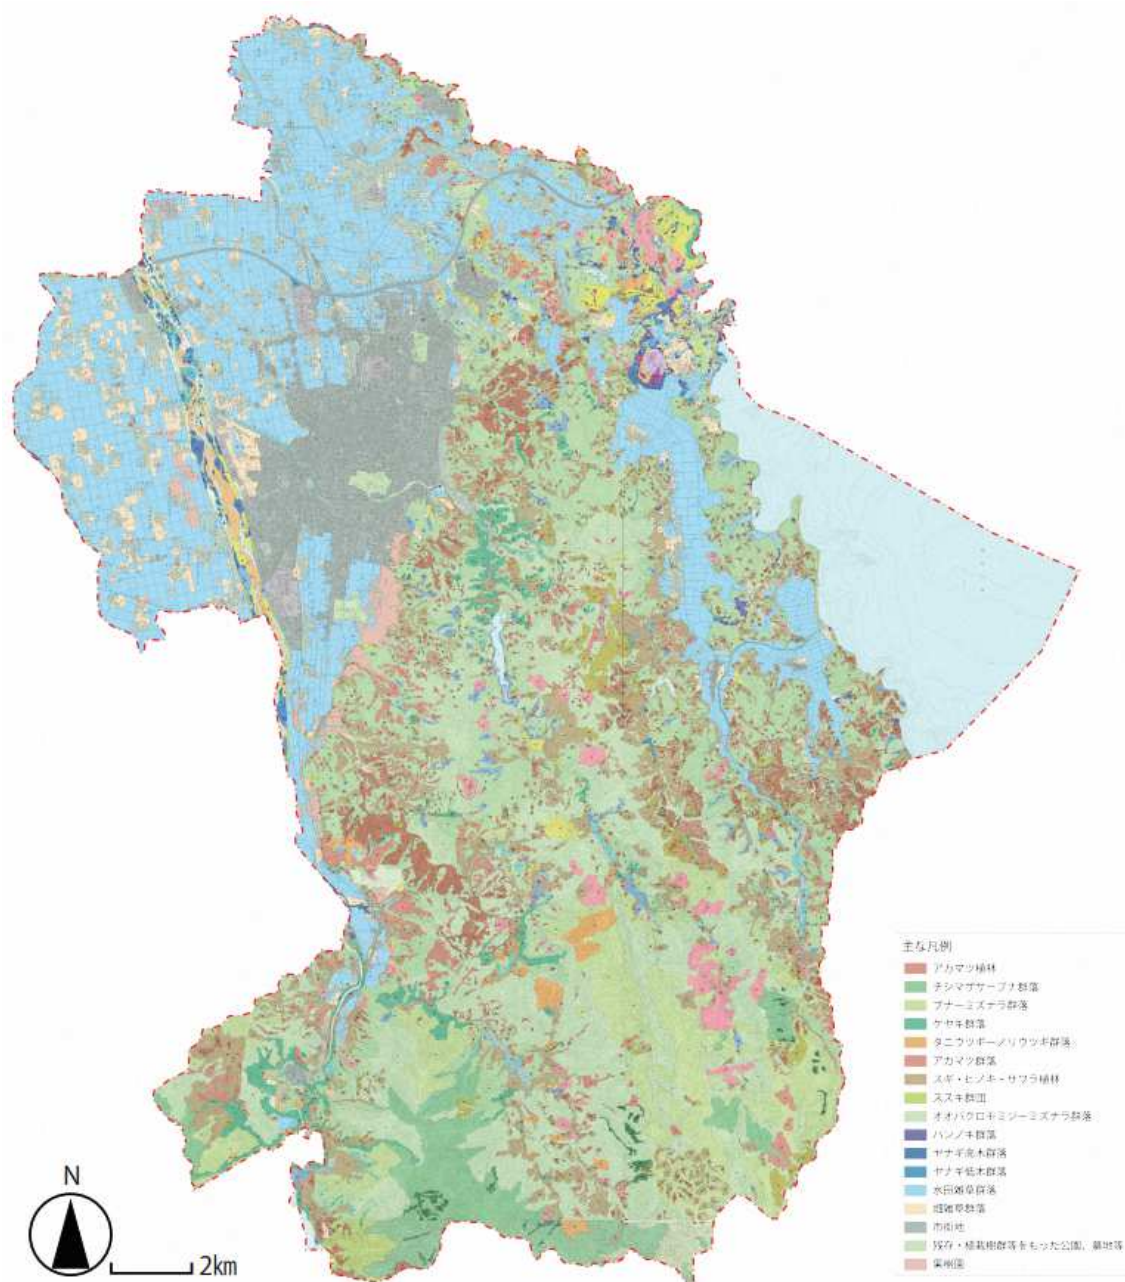 主な凡例
アカマツ植林
チシマザサーブナ群落
ブナーミズナラ群落
ケヤキ群落
タニウツギーノリウツギ群落
アカマツ群落
スギ・ヒノキ・サワラ植林
ススキ群団
オオバクロモジーミズナラ群落
ハンノキ群落
ヤナギ高木群落
ヤナギ低木群落
水田雑草群落
畑雑草群落
市街地
残存・植栽樹群等をもった公園、墓地等
果樹園
N
2km